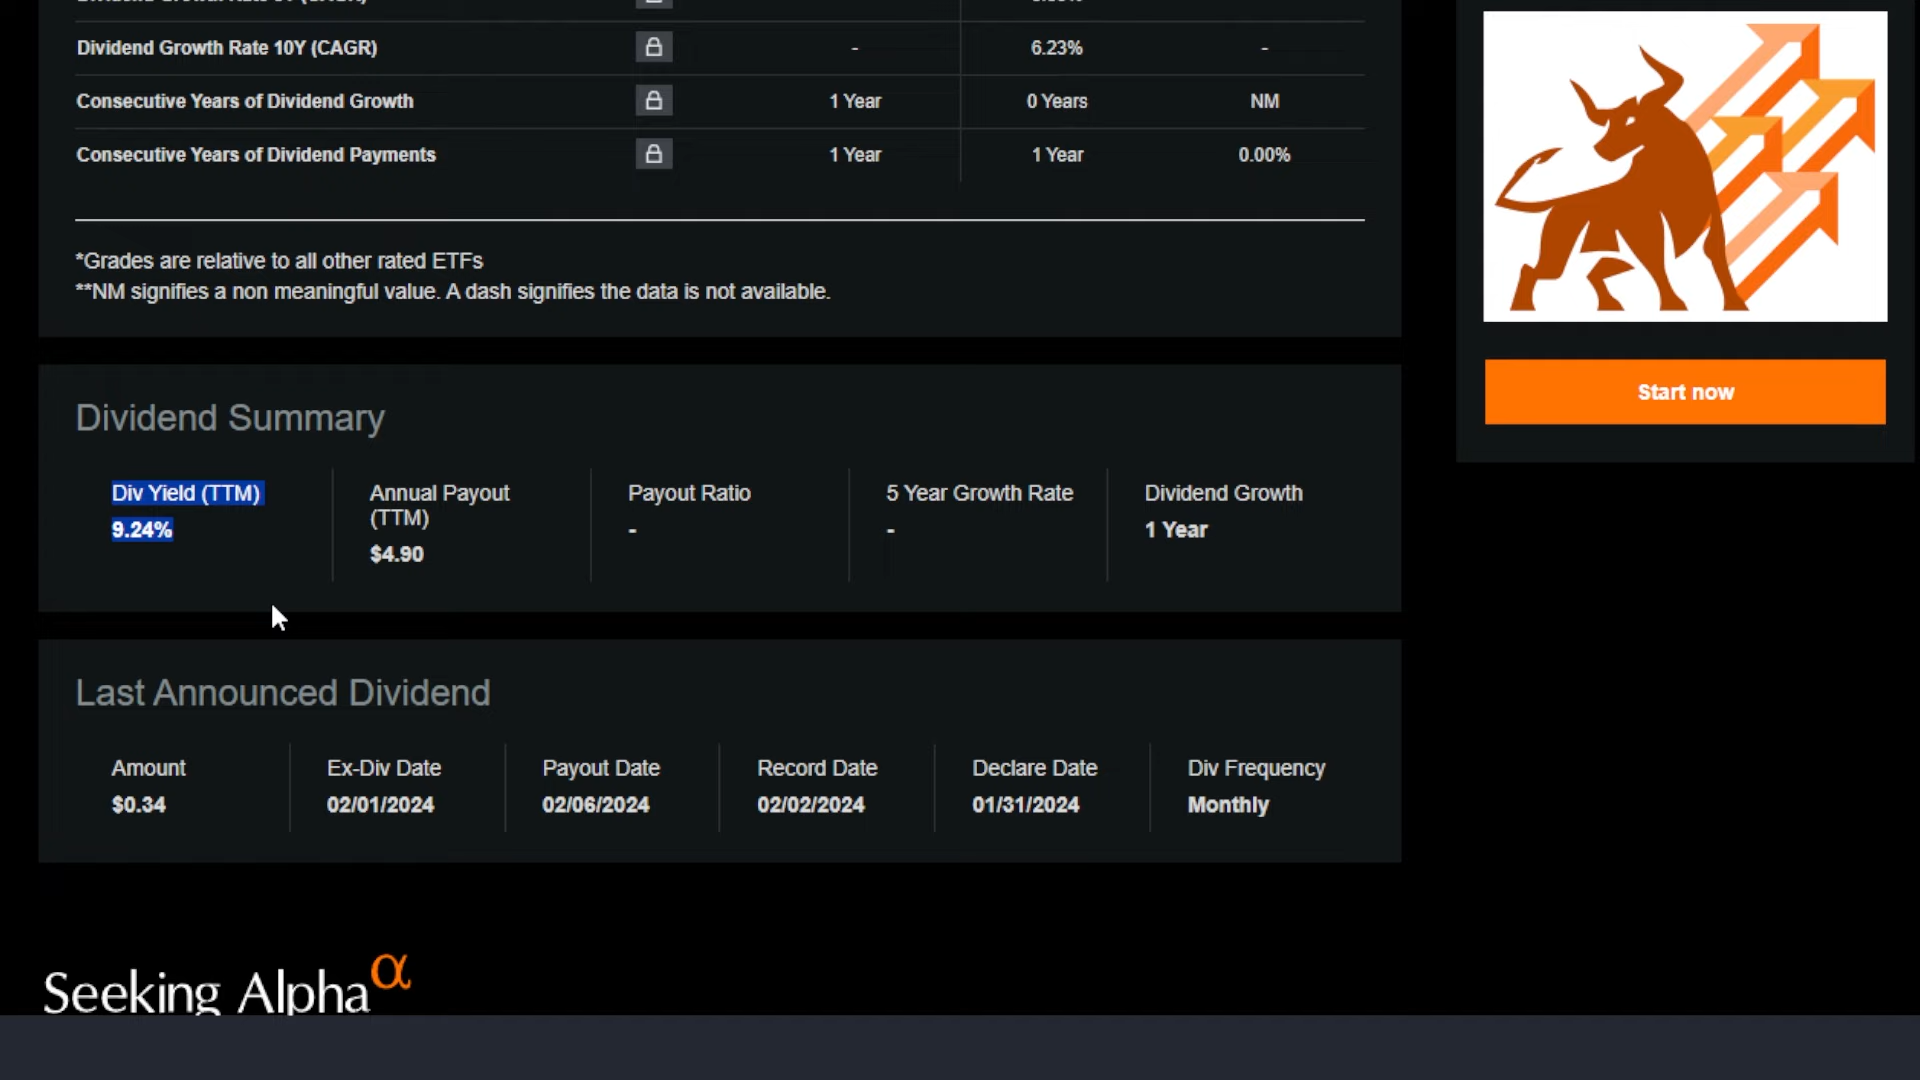 Dividend Growth Rate 10Y (CAGR) - 6.23% -
Consecutive Years of Dividend Growth 1 Year 0 Years NM
Consecutive Years of Dividend Payments 1 Year 1 Year 0.00%
*Grades are relative to all other rated ETFs
**NM signifies a non meaningful value. A dash signifies the data is not available.
Start now
Dividend Summary
Div Yield (TTM)
9.24%
Annual Payout
(TTM)
$4.90
Payout Ratio
-
5 Year Growth Rate
-
Dividend Growth
1 Year
Last Announced Dividend
Amount
$0.34
Ex-Div Date
02/01/2024
Payout Date
02/06/2024
Record Date
02/02/2024
Declare Date
01/31/2024
Div Frequency
Monthly
Seeking Alpha α